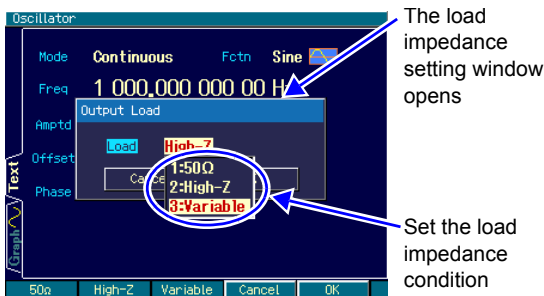 Oscillator
Mode Continuous Fctn Sine
Freq 1 000.000 000 00 H
Output Load
Amptd
Load High-Z
Offset
1:50Ω
Ca
2:High-Z
Phase
3:Variable
Text
Graph
50Ω High-Z Variable Cancel OK
The load
impedance
setting window
opens
Set the load
impedance
condition